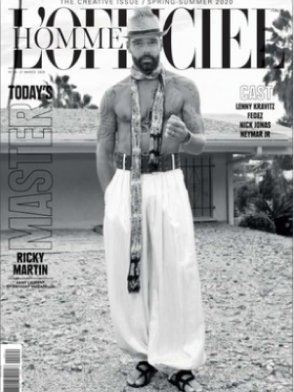 THE CREATIVE ISSUE / SPRING-SUMMER 2020
L'OFFICIEL
HOMME
TODAY'S
MASTER
CAST
LENNY KRAVITZ
FEDEZ
NICK JONAS
NEYMAR JR
RICKY
MARTIN